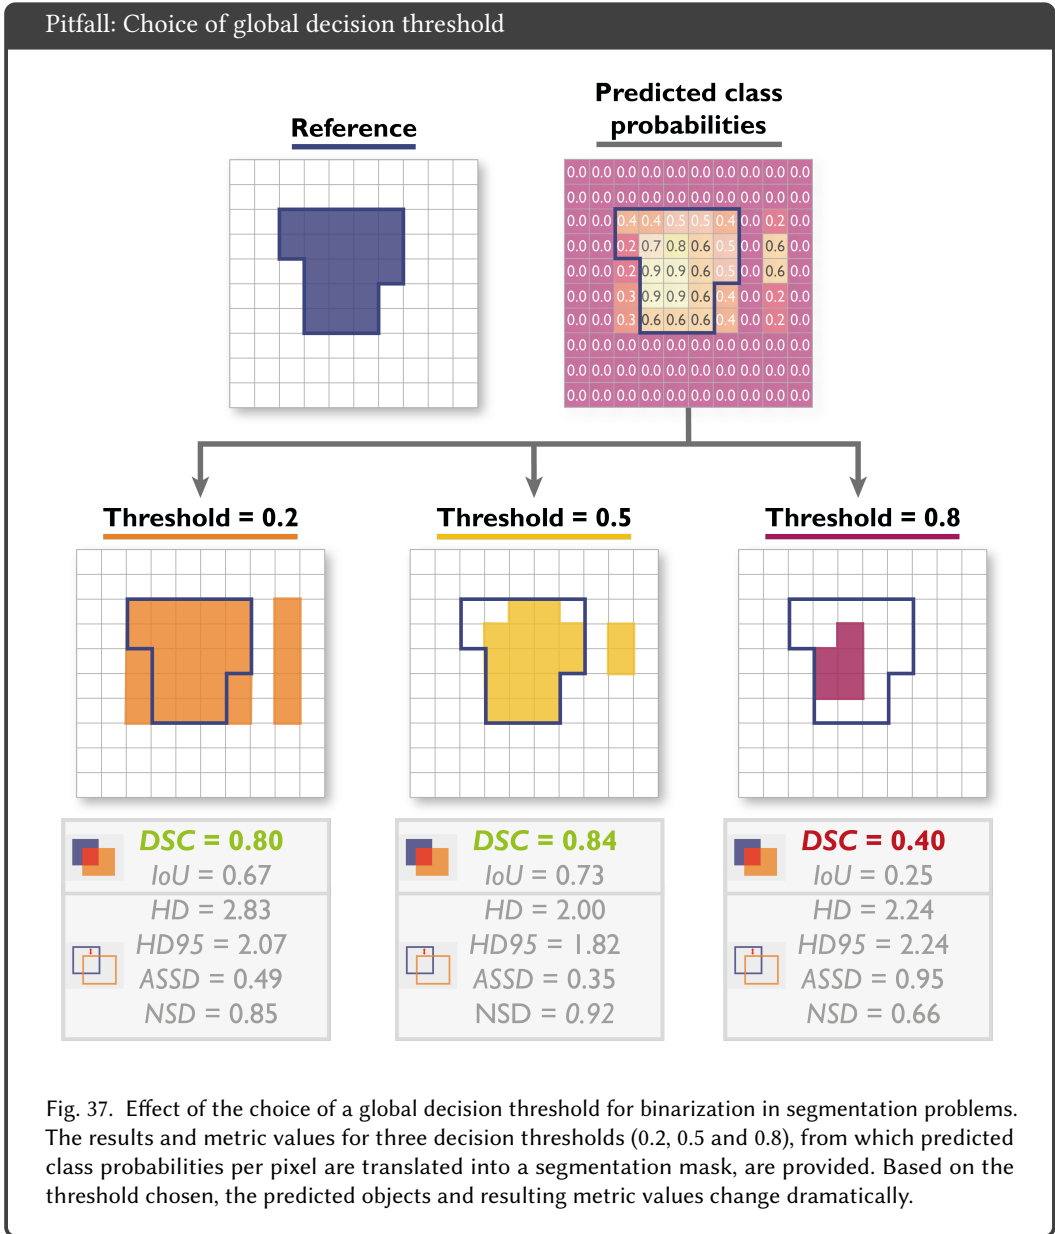 Pitfall: Choice of global decision threshold
Reference
Predicted class
probabilities
0.0 0.0 0.0 0.0 0.0 0.0 0.0 0.0 0.0 0.0
0.0 0.0 0.0 0.0 0.0 0.0 0.0 0.0 0.0 0.0
0.0 0.0 0.4 0.4 0.5 0.5 0.4 0.0 0.2 0.0
0.0 0.0 0.2 0.7 0.8 0.6 0.5 0.0 0.6 0.0
0.0 0.0 0.2 0.9 0.9 0.6 0.5 0.0 0.6 0.0
0.0 0.0 0.3 0.9 0.9 0.6 0.4 0.0 0.2 0.0
0.0 0.0 0.3 0.6 0.6 0.6 0.4 0.0 0.2 0.0
0.0 0.0 0.0 0.0 0.0 0.0 0.0 0.0 0.0 0.0
0.0 0.0 0.0 0.0 0.0 0.0 0.0 0.0 0.0 0.0
0.0 0.0 0.0 0.0 0.0 0.0 0.0 0.0 0.0 0.0
Threshold = 0.2
Threshold = 0.5
Threshold = 0.8
DSC = 0.80
IoU = 0.67
HD = 2.83
HD95 = 2.07
ASSD = 0.49
NSD = 0.85
DSC = 0.84
IoU = 0.73
HD = 2.00
HD95 = 1.82
ASSD = 0.35
NSD = 0.92
DSC = 0.40
IoU = 0.25
HD = 2.24
HD95 = 2.24
ASSD = 0.95
NSD = 0.66
Fig. 37. Effect of the choice of a global decision threshold for binarization in segmentation problems.
The results and metric values for three decision thresholds (0.2, 0.5 and 0.8), from which predicted
class probabilities per pixel are translated into a segmentation mask, are provided. Based on the
threshold chosen, the predicted objects and resulting metric values change dramatically.